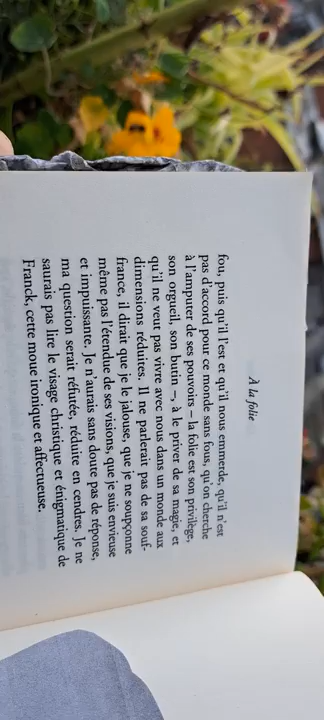 À la folie
fou, puis qu'il l'est et qu'il nous emmerde, qu'il n'est
pas d'accord pour ce monde sans fous, qu'on cherche
à l'amputer de ses pouvoirs – la folie est son privilège,
son orgueil, son butin –, à le priver de sa magie, et
qu'il ne veut pas vivre avec nous dans un monde aux
dimensions réduites. Il ne parlerait pas de sa souf-
france, il dirait que je le jalouse, que je ne soupçonne
même pas l'étendue de ses visions, que je suis envieuse
et impuissante. Je n'aurais sans doute pas de réponse,
ma question serait réfutée, réduite en cendres. Je ne
saurais pas lire le visage christique et énigmatique de
Franck, cette moue ironique et affectueuse.